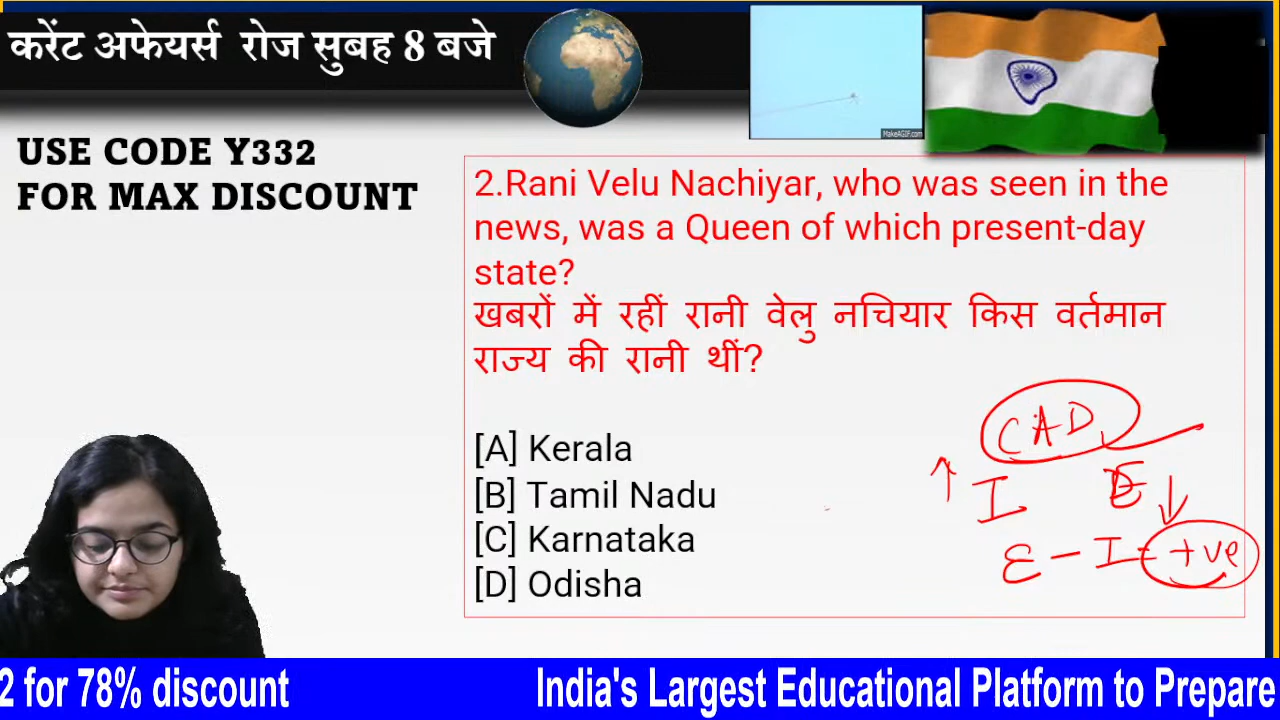 करेंट अफेयर्स रोज सुबह 8 बजे
MakeAGIF.com
USE CODE Y332
FOR MAX DISCOUNT
2.Rani Velu Nachiyar, who was seen in the
news, was a Queen of which present-day
state?
खबरों में रहीं रानी वेलु नचियार किस वर्तमान
राज्य की रानी थीं?
[A] Kerala
[B] Tamil Nadu
[C] Karnataka
[D] Odisha
CAD
↑ I E ↓
E - I = +ve
2 for 78% discount India's Largest Educational Platform to Prepare